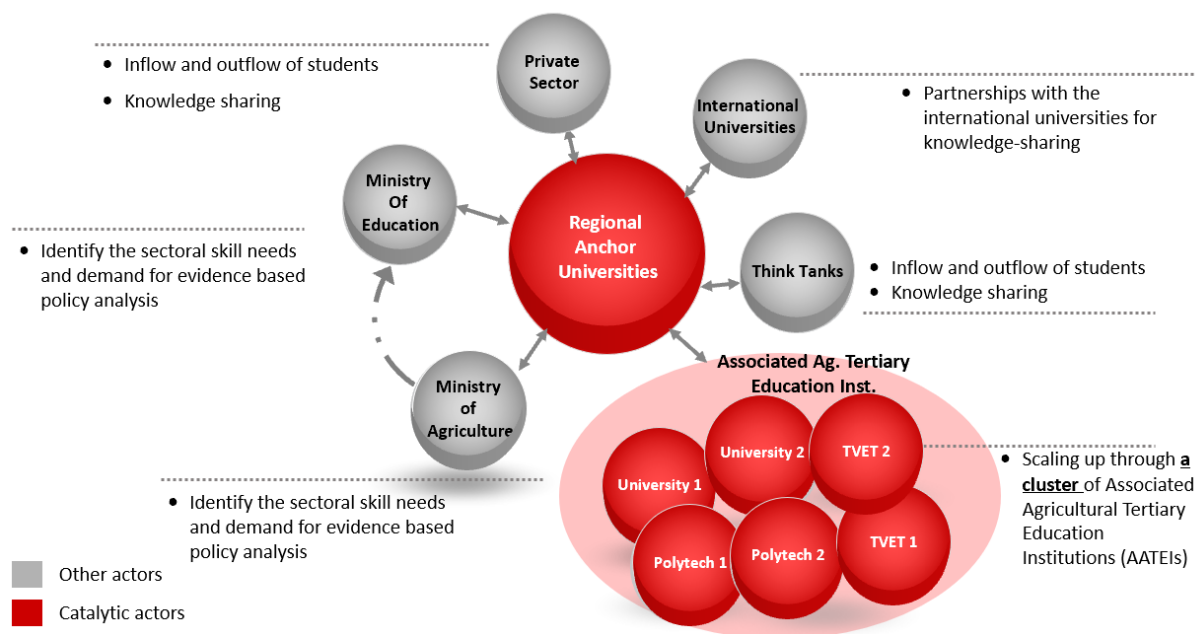 Private
Sector
• Inflow and outflow of students
• Knowledge sharing
International
Universities
• Partnerships with the
international universities for
knowledge-sharing
Ministry
Of
Education
• Identify the sectoral skill needs
and demand for evidence based
policy analysis
Regional
Anchor
Universities
Think Tanks
• Inflow and outflow of students
• Knowledge sharing
Ministry
of
Agriculture
• Identify the sectoral skill needs
and demand for evidence based
policy analysis
Associated Ag. Tertiary
Education Inst.
University 1
University 2
TVET 2
Polytech 1
Polytech 2
TVET 1
• Scaling up through a
cluster of Associated
Agricultural Tertiary
Education
Institutions (AATEIs)
Other actors
Catalytic actors